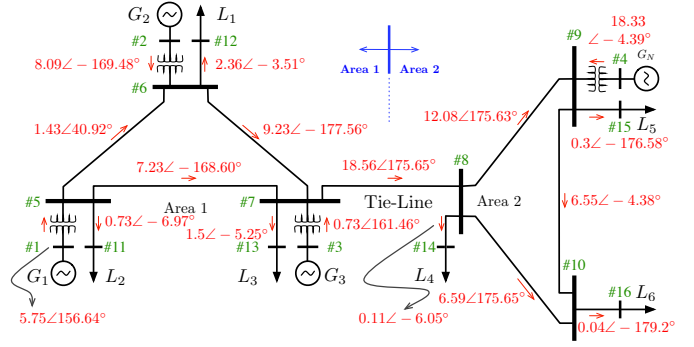 G₂
L₁
#2
#12
8.09∠ − 169.48°
2.36∠ − 3.51°
#6
Area 1
Area 2
#9
18.33
∠ − 4.39°
G_N
#4
L₅
#15
0.3∠ − 176.58°
1.43∠40.92°
9.23∠ − 177.56°
12.08∠175.63°
7.23∠ − 168.60°
18.56∠175.65°
#8
#5
Area 1
#7
Tie-Line
Area 2
6.55∠ − 4.38°
0.73∠ − 6.97°
1.5∠ − 5.25°
0.73∠161.46°
#1
#11
#13
#3
#14
#10
G₁
L₂
L₃
G₃
L₄
6.59∠175.65°
#16
L₆
5.75∠156.64°
0.11∠ − 6.05°
0.04∠ − 179.2°